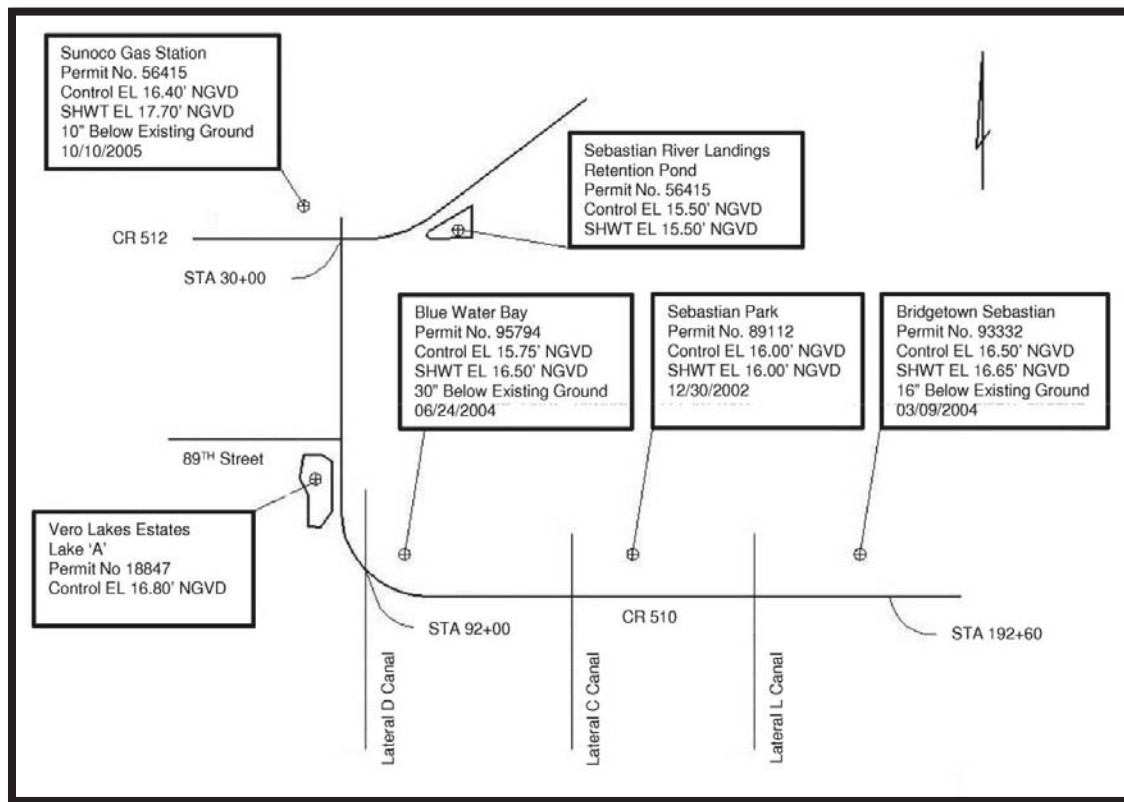 Sunoco Gas Station
Permit No. 56415
Control EL 16.40' NGVD
SHWT EL 17.70' NGVD
10" Below Existing Ground
10/10/2005
Sebastian River Landings
Retention Pond
Permit No. 56415
Control EL 15.50' NGVD
SHWT EL 15.50' NGVD
CR 512
STA 30+00
Blue Water Bay
Permit No. 95794
Control EL 15.75' NGVD
SHWT EL 16.50' NGVD
30" Below Existing Ground
06/24/2004
Sebastian Park
Permit No. 89112
Control EL 16.00' NGVD
SHWT EL 16.00' NGVD
12/30/2002
Bridgetown Sebastian
Permit No. 93332
Control EL 16.50' NGVD
SHWT EL 16.65' NGVD
16" Below Existing Ground
03/09/2004
89TH Street
Vero Lakes Estates
Lake 'A'
Permit No 18847
Control EL 16.80' NGVD
STA 92+00
CR 510
STA 192+60
Lateral D Canal
Lateral C Canal
Lateral L Canal